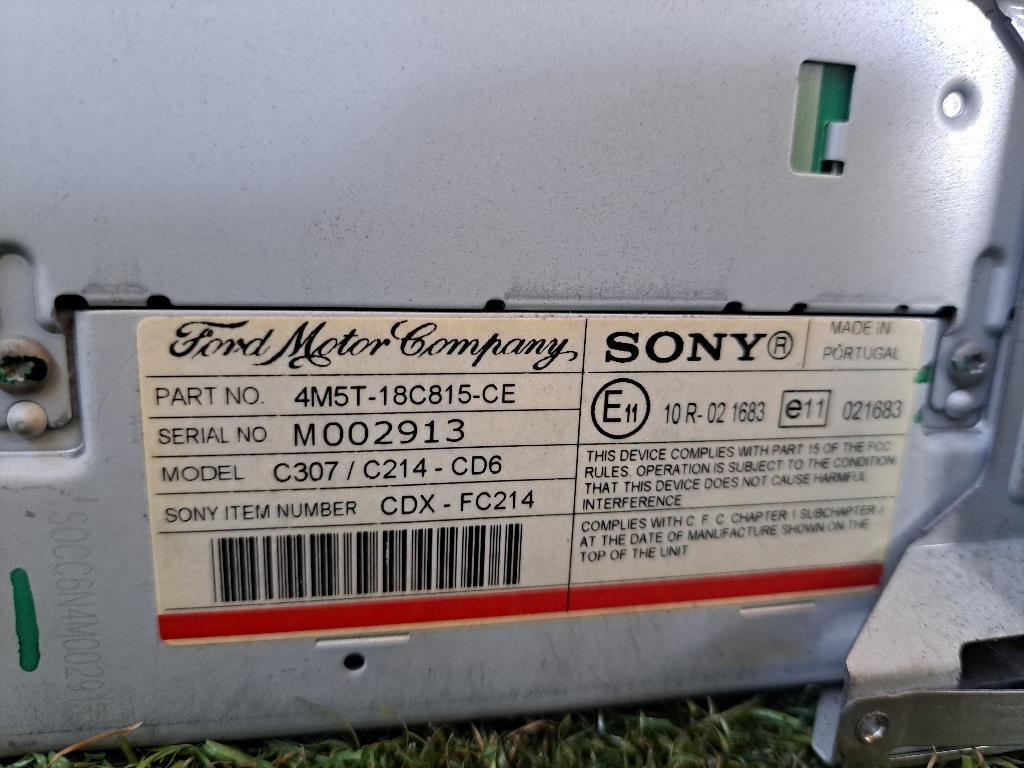 Ford Motor Company
PART NO. 4M5T-18C815-CE
SERIAL NO M002913
MODEL C307 / C214 - CD6
SONY ITEM NUMBER CDX - FC214
SONY®
MADE IN
PORTUGAL
E11 10 R- 02 1683 e11 021683
THIS DEVICE COMPLIES WITH PART 15 OF THE FCC
RULES. OPERATION IS SUBJECT TO THE CONDITION
THAT THIS DEVICE DOES NOT CAUSE HARMFUL
INTERFERENCE
COMPLIES WITH C. F. C. CHAPTER I SUBCHAPTER J
AT THE DATE OF MANUFACTURE SHOWN ON THE
TOP OF THE UNIT